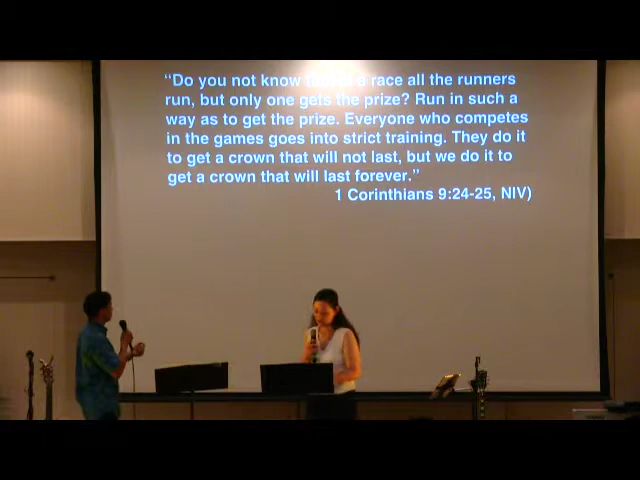 “Do you not know that in a race all the runners
run, but only one gets the prize? Run in such a
way as to get the prize. Everyone who competes
in the games goes into strict training. They do it
to get a crown that will not last, but we do it to
get a crown that will last forever.”
1 Corinthians 9:24-25, NIV)